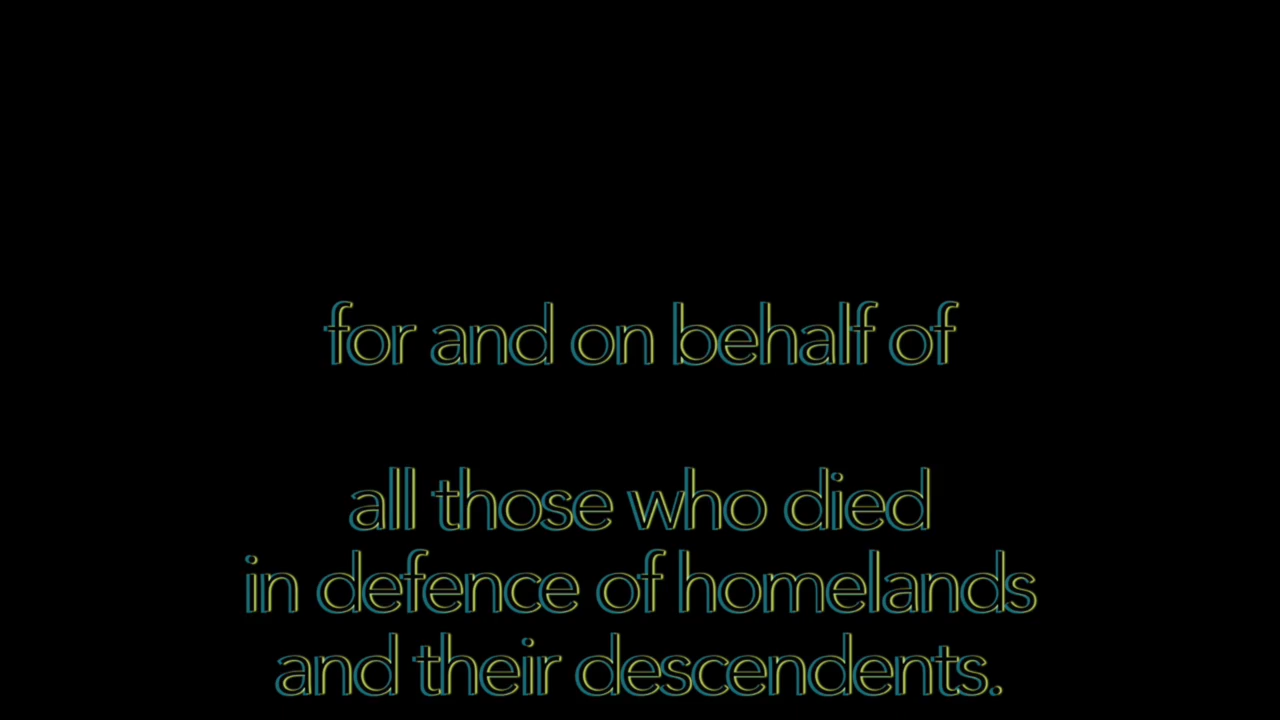 for and on behalf of
all those who died
in defence of homelands
and their descendents.